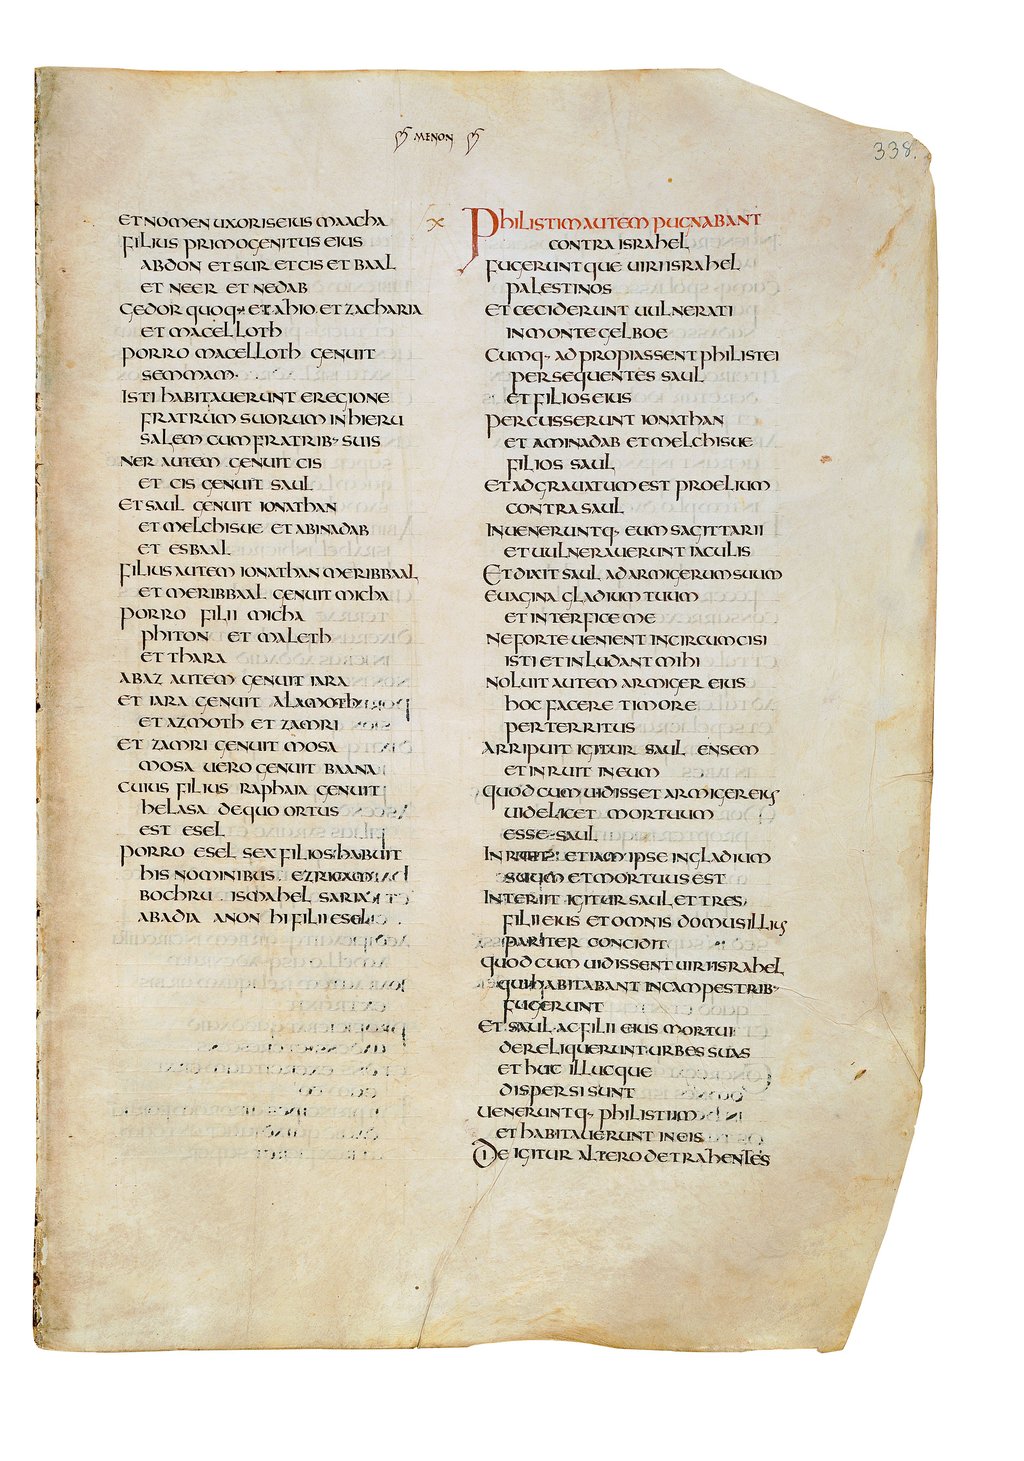 MENON
338.
ET NOMEN UXORIS EIUS MAACHA
FILIUS PRIMOGENITUS EIUS
ABDON ET SUR ET CIS ET BAAL
ET NEER ET NEDAB
GEDOR QUOQ· ET AHIO· ET ZACHARIA
ET MACELLOTH
PORRO MACELLOTH GENUIT
SEMMAM·
ISTI HABITAUERUNT E REGIONE
FRATRUM SUORUM IN HIERU
SALEM CUM FRATRIB· SUIS
NER AUTEM GENUIT CIS
ET CIS GENUIT SAUL
ET SAUL GENUIT IONATHAN
ET MELCHISUE ET ABINADAB
ET ESBAAL
FILIUS AUTEM IONATHAN MERIBBAAL
ET MERIBBAAL GENUIT MICHA
PORRO FILII MICHA
PHITON ET MALETH
ET THARA
ABAZ AUTEM GENUIT IARA
ET IARA GENUIT ALAMOTH
ET AZMOTH ET ZAMRI
ET ZAMRI GENUIT MOSA
MOSA UERO GENUIT BAANA
CUIUS FILIUS RAPHAIA GENUIT
HELASA DE QUO ORTUS
EST ESEL
PORRO ESEL SEX FILIOS HABUIT
HIS NOMINIBUS· EZRICAM
BOCHRU· ISMAHEL SARIA
ABADIA ANON HI FILII ESEL
X PHILISTIM AUTEM PUGNABANT
CONTRA ISRAHEL
FUGERUNTQUE UIRI ISRAHEL
PALESTINOS
ET CECIDERUNT UULNERATI
IN MONTE GELBOE
CUMQ· ADPROPIASSENT PHILISTEI
PERSEQUENTES SAUL
ET FILIOS EIUS
PERCUSSERUNT IONATHAN
ET AMINADAB ET MELCHISUE
FILIOS SAUL
ET ADGRAUATUM EST PROELIUM
CONTRA SAUL
INUENERUNTQ· EUM SAGITTARII
ET UULNERAUERUNT IACULIS
ET DIXIT SAUL AD ARMIGERUM SUUM
EUAGINA GLADIUM TUUM
ET INTERFICE ME
NE FORTE UENIENT INCIRCUMCISI
ISTI ET INLUDANT MIHI
NOLUIT AUTEM ARMIGER EIUS
HOC FACERE TIMORE
PERTERRITUS
ARRIPUIT IGITUR SAUL ENSEM
ET INRUIT IN EUM
QUOD CUM UIDISSET ARMIGER EIUS
UIDELICET MORTUUM
ESSE SAUL
INRUIT ETIAM IPSE IN GLADIUM
SUUM ET MORTUUS EST
INTERIIT IGITUR SAUL ET TRES
FILII EIUS ET OMNIS DOMUS ILLIUS
PARITER CONCIDIT
QUOD CUM UIDISSENT UIRI ISRAHEL
QUI HABITABANT IN CAMPESTRIB·
FUGERUNT
ET SAUL AC FILII EIUS MORTUI
DERELIQUERUNT URBES SUAS
ET HUC ILLUCQUE
DISPERSI SUNT
UENERUNTQ· PHILISTIIM
ET HABITAUERUNT IN EIS
DIE IGITUR ALTERO DETRAHENTES